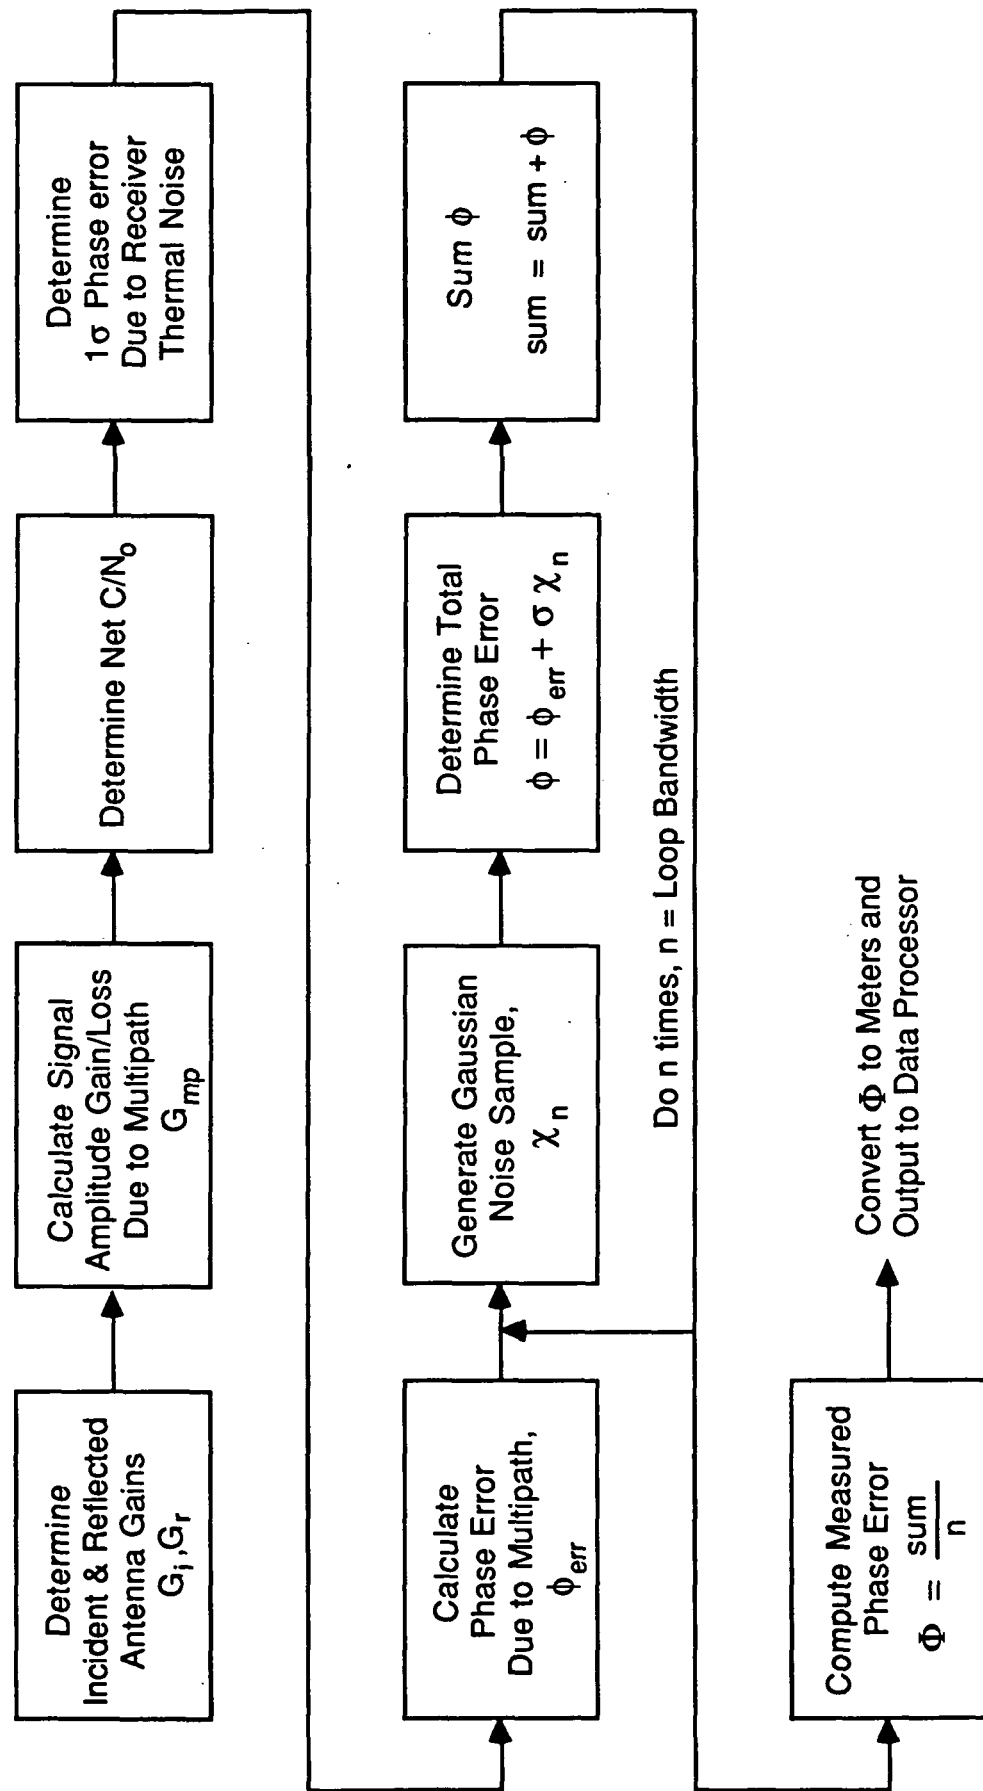 Determine
Incident & Reflected
Antenna Gains
G_i, G_r
Calculate Signal
Amplitude Gain/Loss
Due to Multipath
G_mp
Determine Net C/N_o
Determine
1σ Phase error
Due to Receiver
Thermal Noise
Calculate
Phase Error
Due to Multipath,
ϕ_err
Generate Gaussian
Noise Sample,
χ_n
Determine Total
Phase Error
ϕ = ϕ_err + σ χ_n
Sum ϕ
sum = sum + ϕ
Do n times, n = Loop Bandwidth
Compute Measured
Phase Error
Φ = sum / n
Convert Φ to Meters and
Output to Data Processor